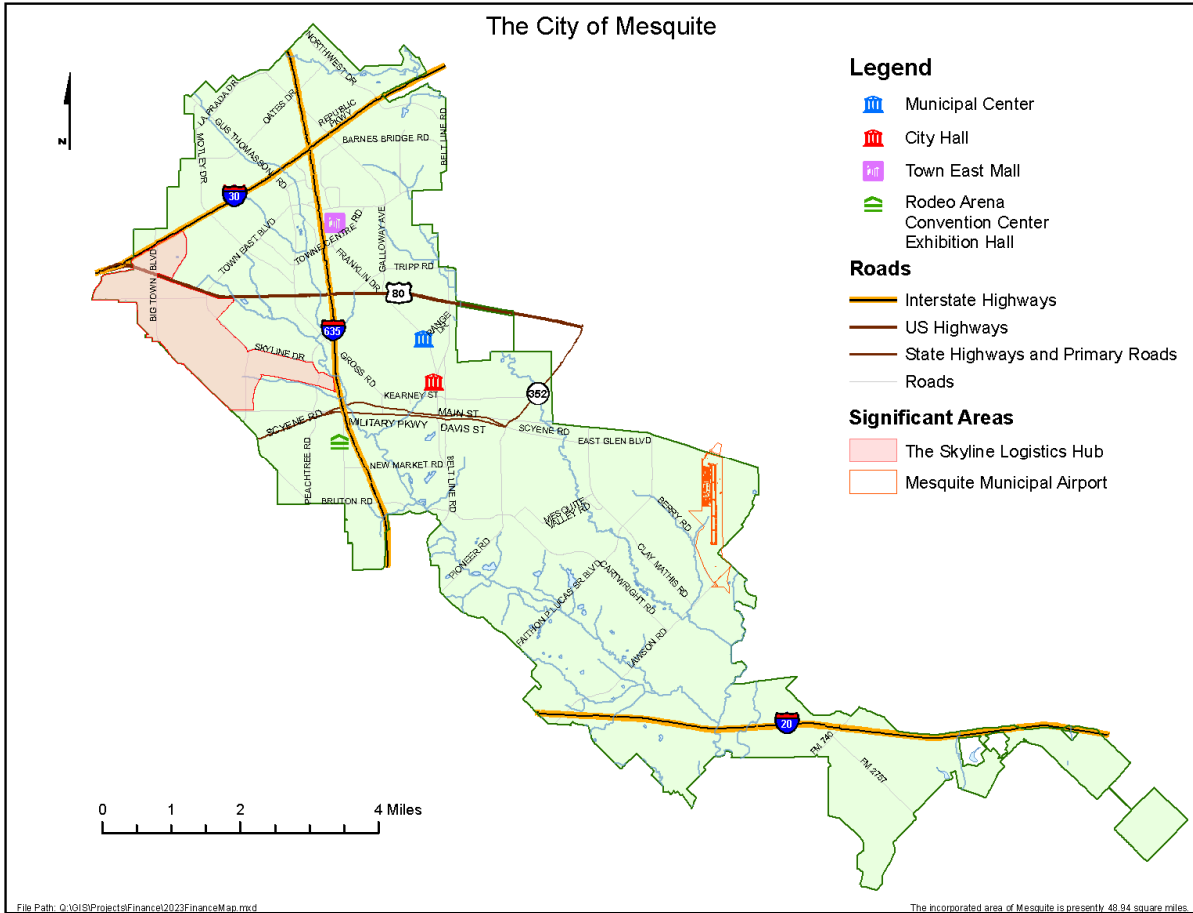 The City of Mesquite
N
NORTHWEST DR
LA PRADA DR
OATES DR
REPUBLIC
PKWY
GUS THOMASSON RD
MOTLEY DR
BARNES BRIDGE RD
BELT LINE RD
30
TOWN EAST BLVD
TOWNE CENTRE RD
GALLOWAY AVE
FRANKLIN DR
TRIPP RD
BIG TOWN BLVD
80
635
RANGE DR
SKYLINE DR
GROSS RD
KEARNEY ST
352
MAIN ST
SCYENE RD
MILITARY PKWY
DAVIS ST
SCYENE RD
EAST GLEN BLVD
PEACHTREE RD
NEW MARKET RD
BELT LINE RD
BRUTON RD
MESQUITE
VALLEY RD
BERRY RD
PIONEER RD
CLAY MATHIS RD
CARTWRIGHT RD
FAITHON P LUCAS SR BLVD
LAWSON RD
20
FM 740
FM 2757
Legend
Municipal Center
City Hall
Town East Mall
Rodeo Arena
Convention Center
Exhibition Hall
Roads
Interstate Highways
US Highways
State Highways and Primary Roads
Roads
Significant Areas
The Skyline Logistics Hub
Mesquite Municipal Airport
0 1 2 4 Miles
File Path: Q:\GIS\Projects\Finance\2023FinanceMap.mxd
The incorporated area of Mesquite is presently 48.94 square miles.